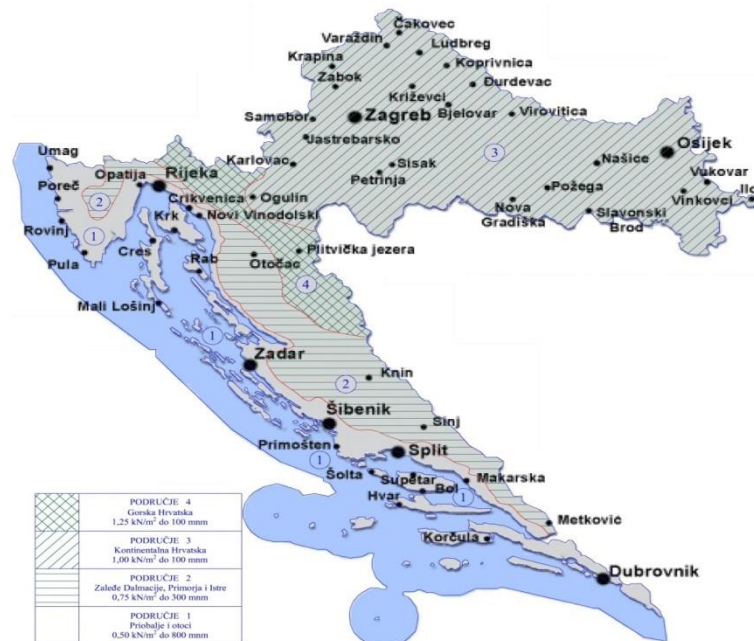 Čakovec
Varaždin
Ludbreg
Krapina
Koprivnica
Zabok
Đurđevac
Križevci
Samobor
Zagreb
Bjelovar
Virovitica
Jastrebarsko
3
Osijek
Umag
Karlovac
Sisak
Našice
Opatija
Rijeka
Petrinja
Vukovar
Poreč
Ogulin
Požega
Crikvenica
Nova
Gradiška
Vinkovci
2
Krk
Novi Vinodolski
Slavonski
Brod
Rovinj
1
Plitvička jezera
Pula
Cres
Rab
Otočac
4
Mali Lošinj
1
Zadar
2
Knin
Šibenik
Sinj
Primošten
Split
1
Šolta
Supetar
Makarska
Hvar
Bol
1
Metković
Korčula
Dubrovnik
PODRUČJE 4
Gorska Hrvatska
1,25 kN/m² do 100 mnm
PODRUČJE 3
Kontinentalna Hrvatska
1,00 kN/m² do 100 mnm
PODRUČJE 2
Zaleđe Dalmacije, Primorja i Istre
0,75 kN/m² do 300 mnm
PODRUČJE 1
Priobalje i otoci
0,50 kN/m² do 800 mnm